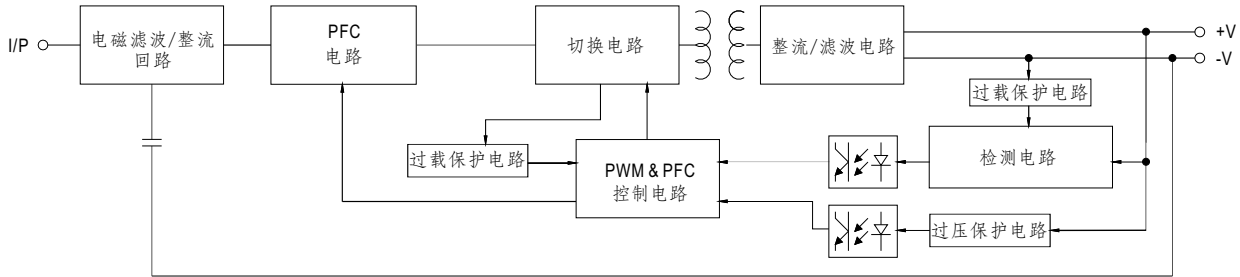 I/P
电磁滤波/整流
回路
PFC
电路
切换电路
整流/滤波电路
+V
-V
过载保护电路
过载保护电路
PWM & PFC
控制电路
检测电路
过压保护电路